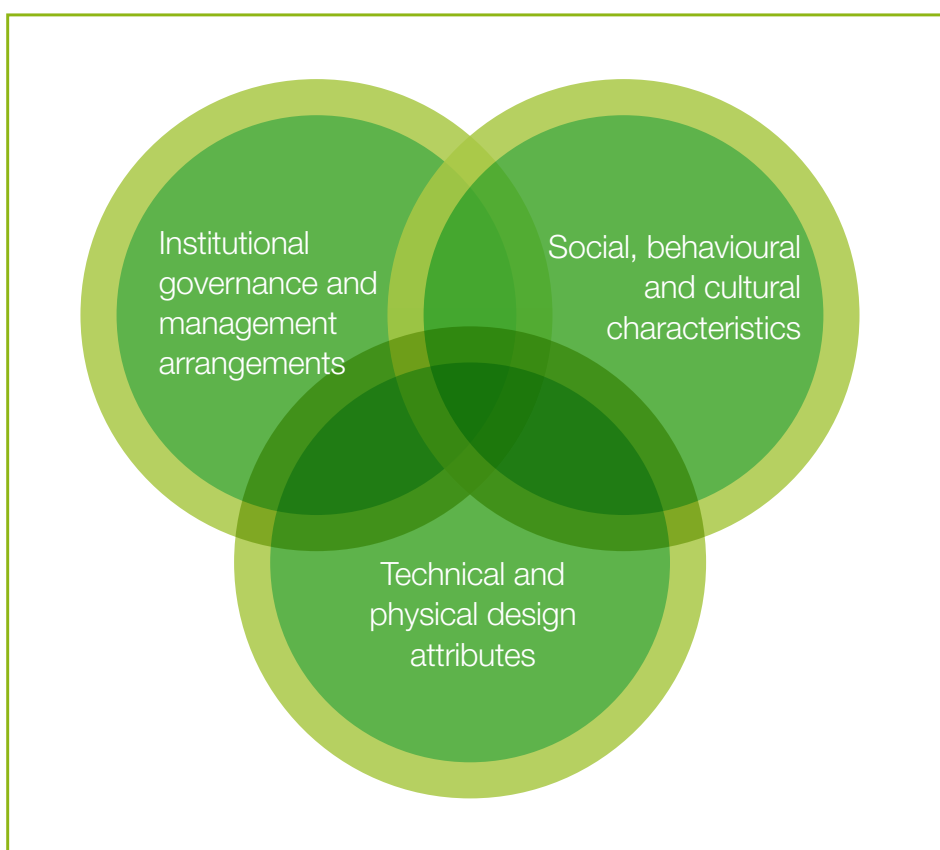 Institutional
governance and
management
arrangements
Social, behavioural
and cultural
characteristics
Technical and
physical design
attributes